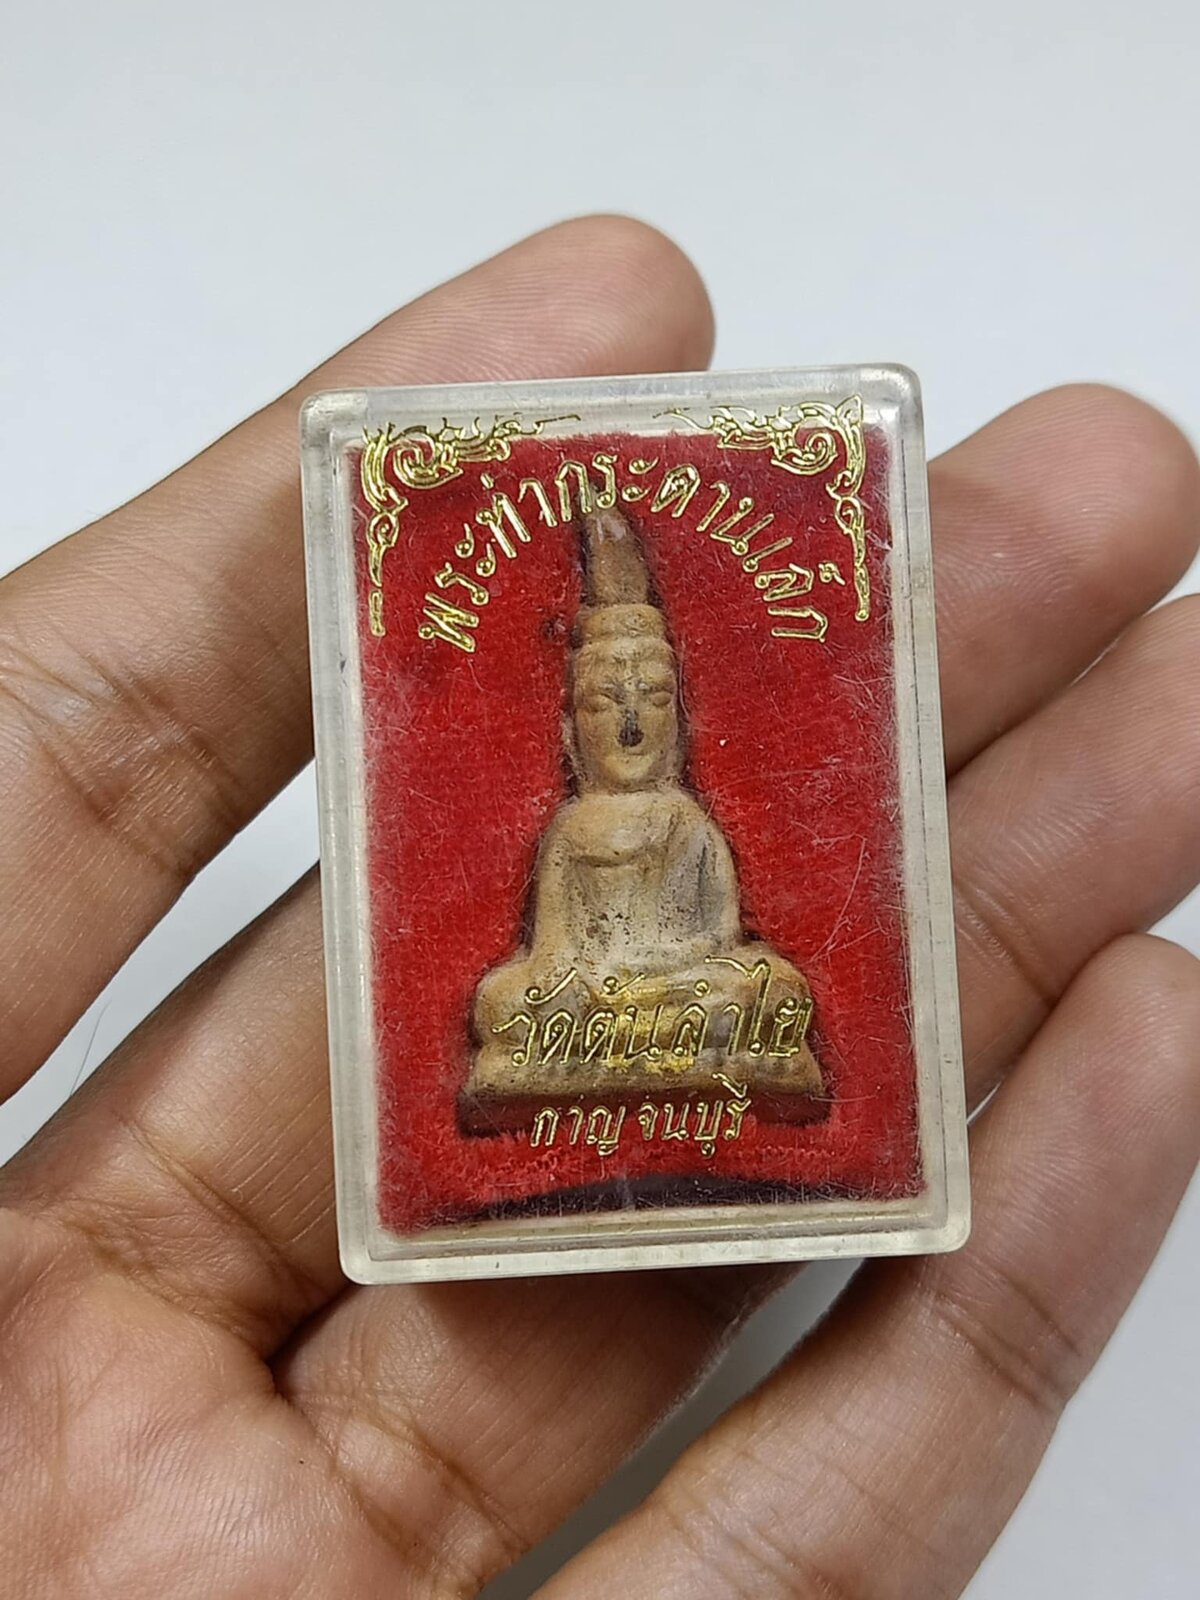 พระท่ากระดานเล็ก
วัดต้นลำไย
กาญจนบุรี